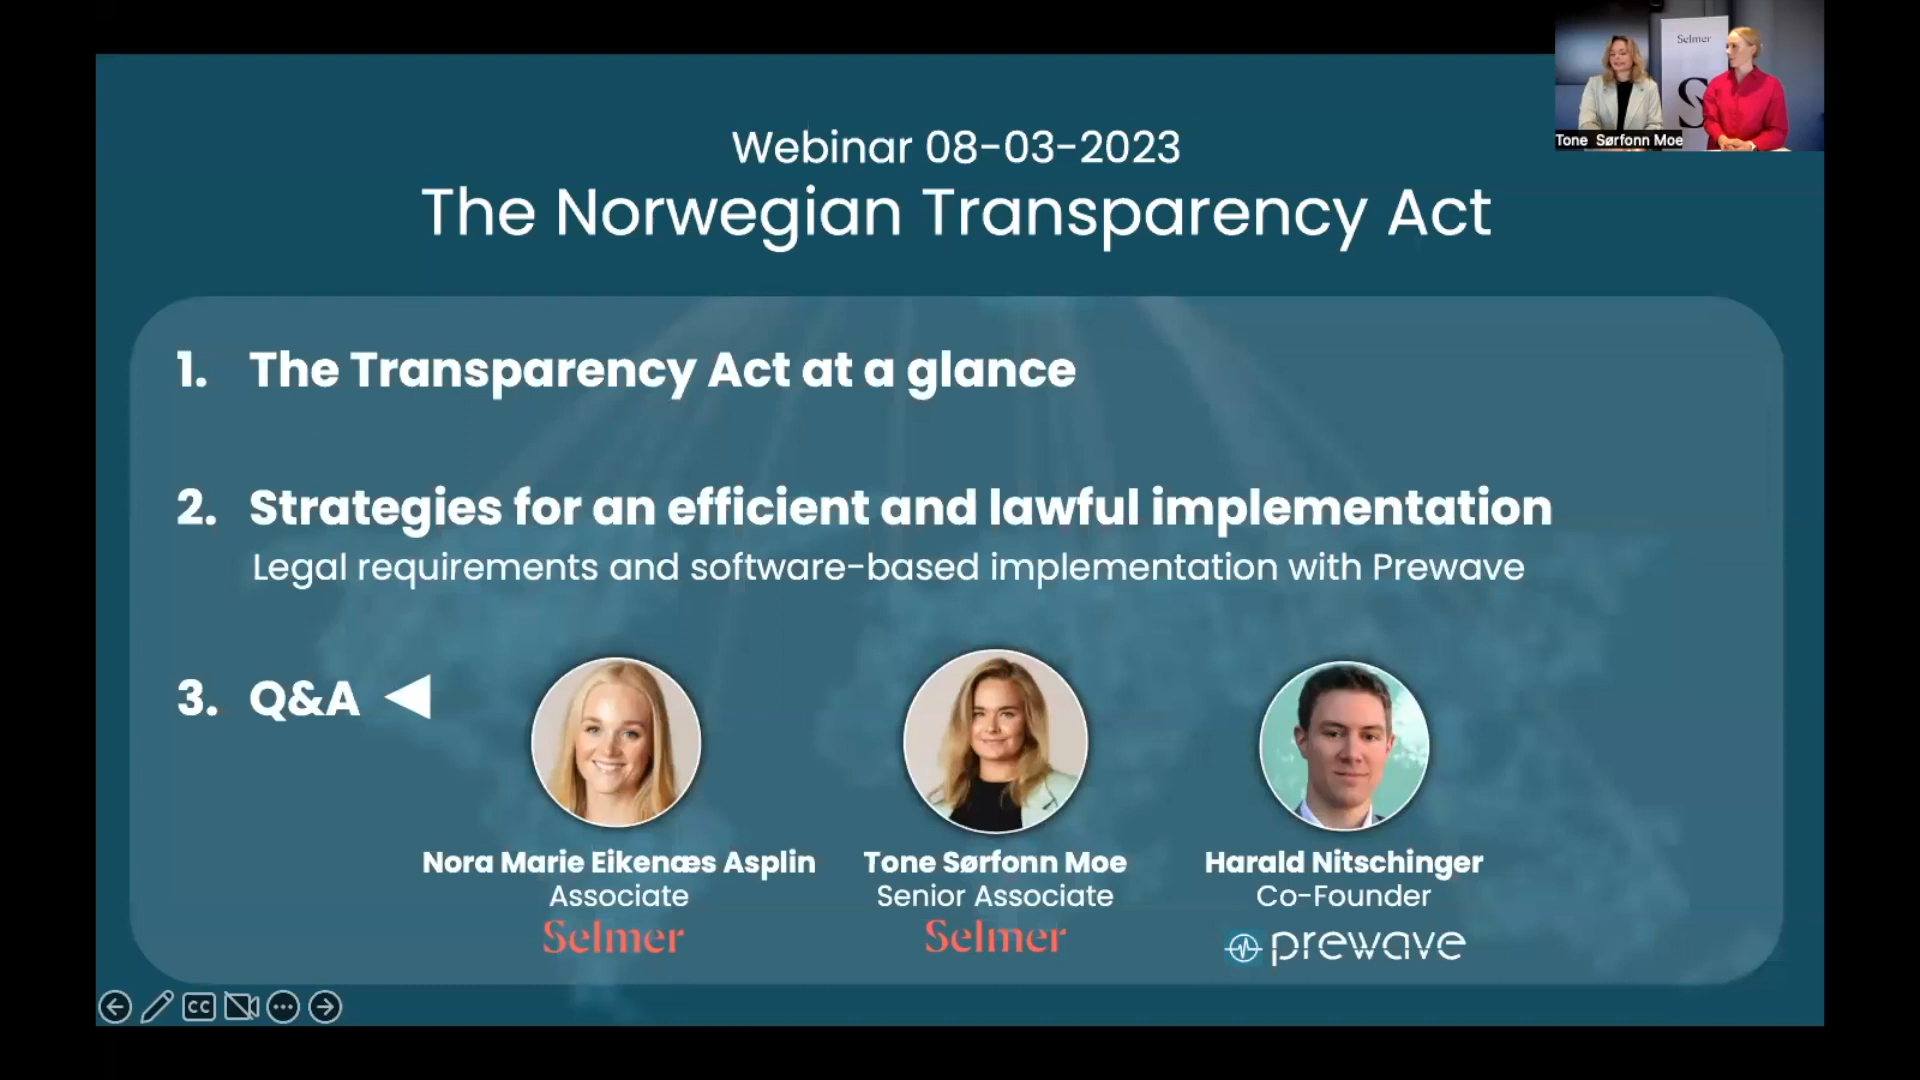 Selmer
S
Tone Sørfonn Moe
Webinar 08-03-2023
The Norwegian Transparency Act
1. The Transparency Act at a glance
2. Strategies for an efficient and lawful implementation
Legal requirements and software-based implementation with Prewave
3. Q&A
Nora Marie Eikenæs Asplin
Associate
Selmer
Tone Sørfonn Moe
Senior Associate
Selmer
Harald Nitschinger
Co-Founder
prewave
CC